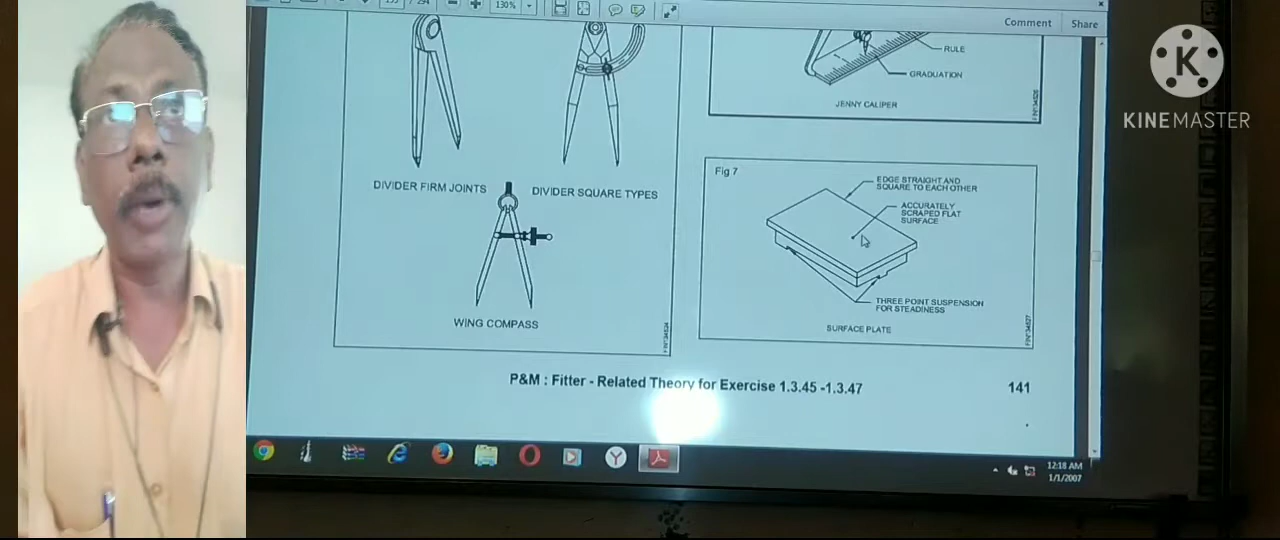 130%
Comment
Share
RULE
GRADUATION
JENNY CALIPER
DIVIDER FIRM JOINTS
DIVIDER SQUARE TYPES
WING COMPASS
Fig 7
EDGE STRAIGHT AND
SQUARE TO EACH OTHER
ACCURATELY
SCRAPED FLAT
SURFACE
THREE POINT SUSPENSION
FOR STEADINESS
SURFACE PLATE
P&M : Fitter - Related Theory for Exercise 1.3.45 -1.3.47
141
12:18 AM
1/1/2007
K
KINEMASTER